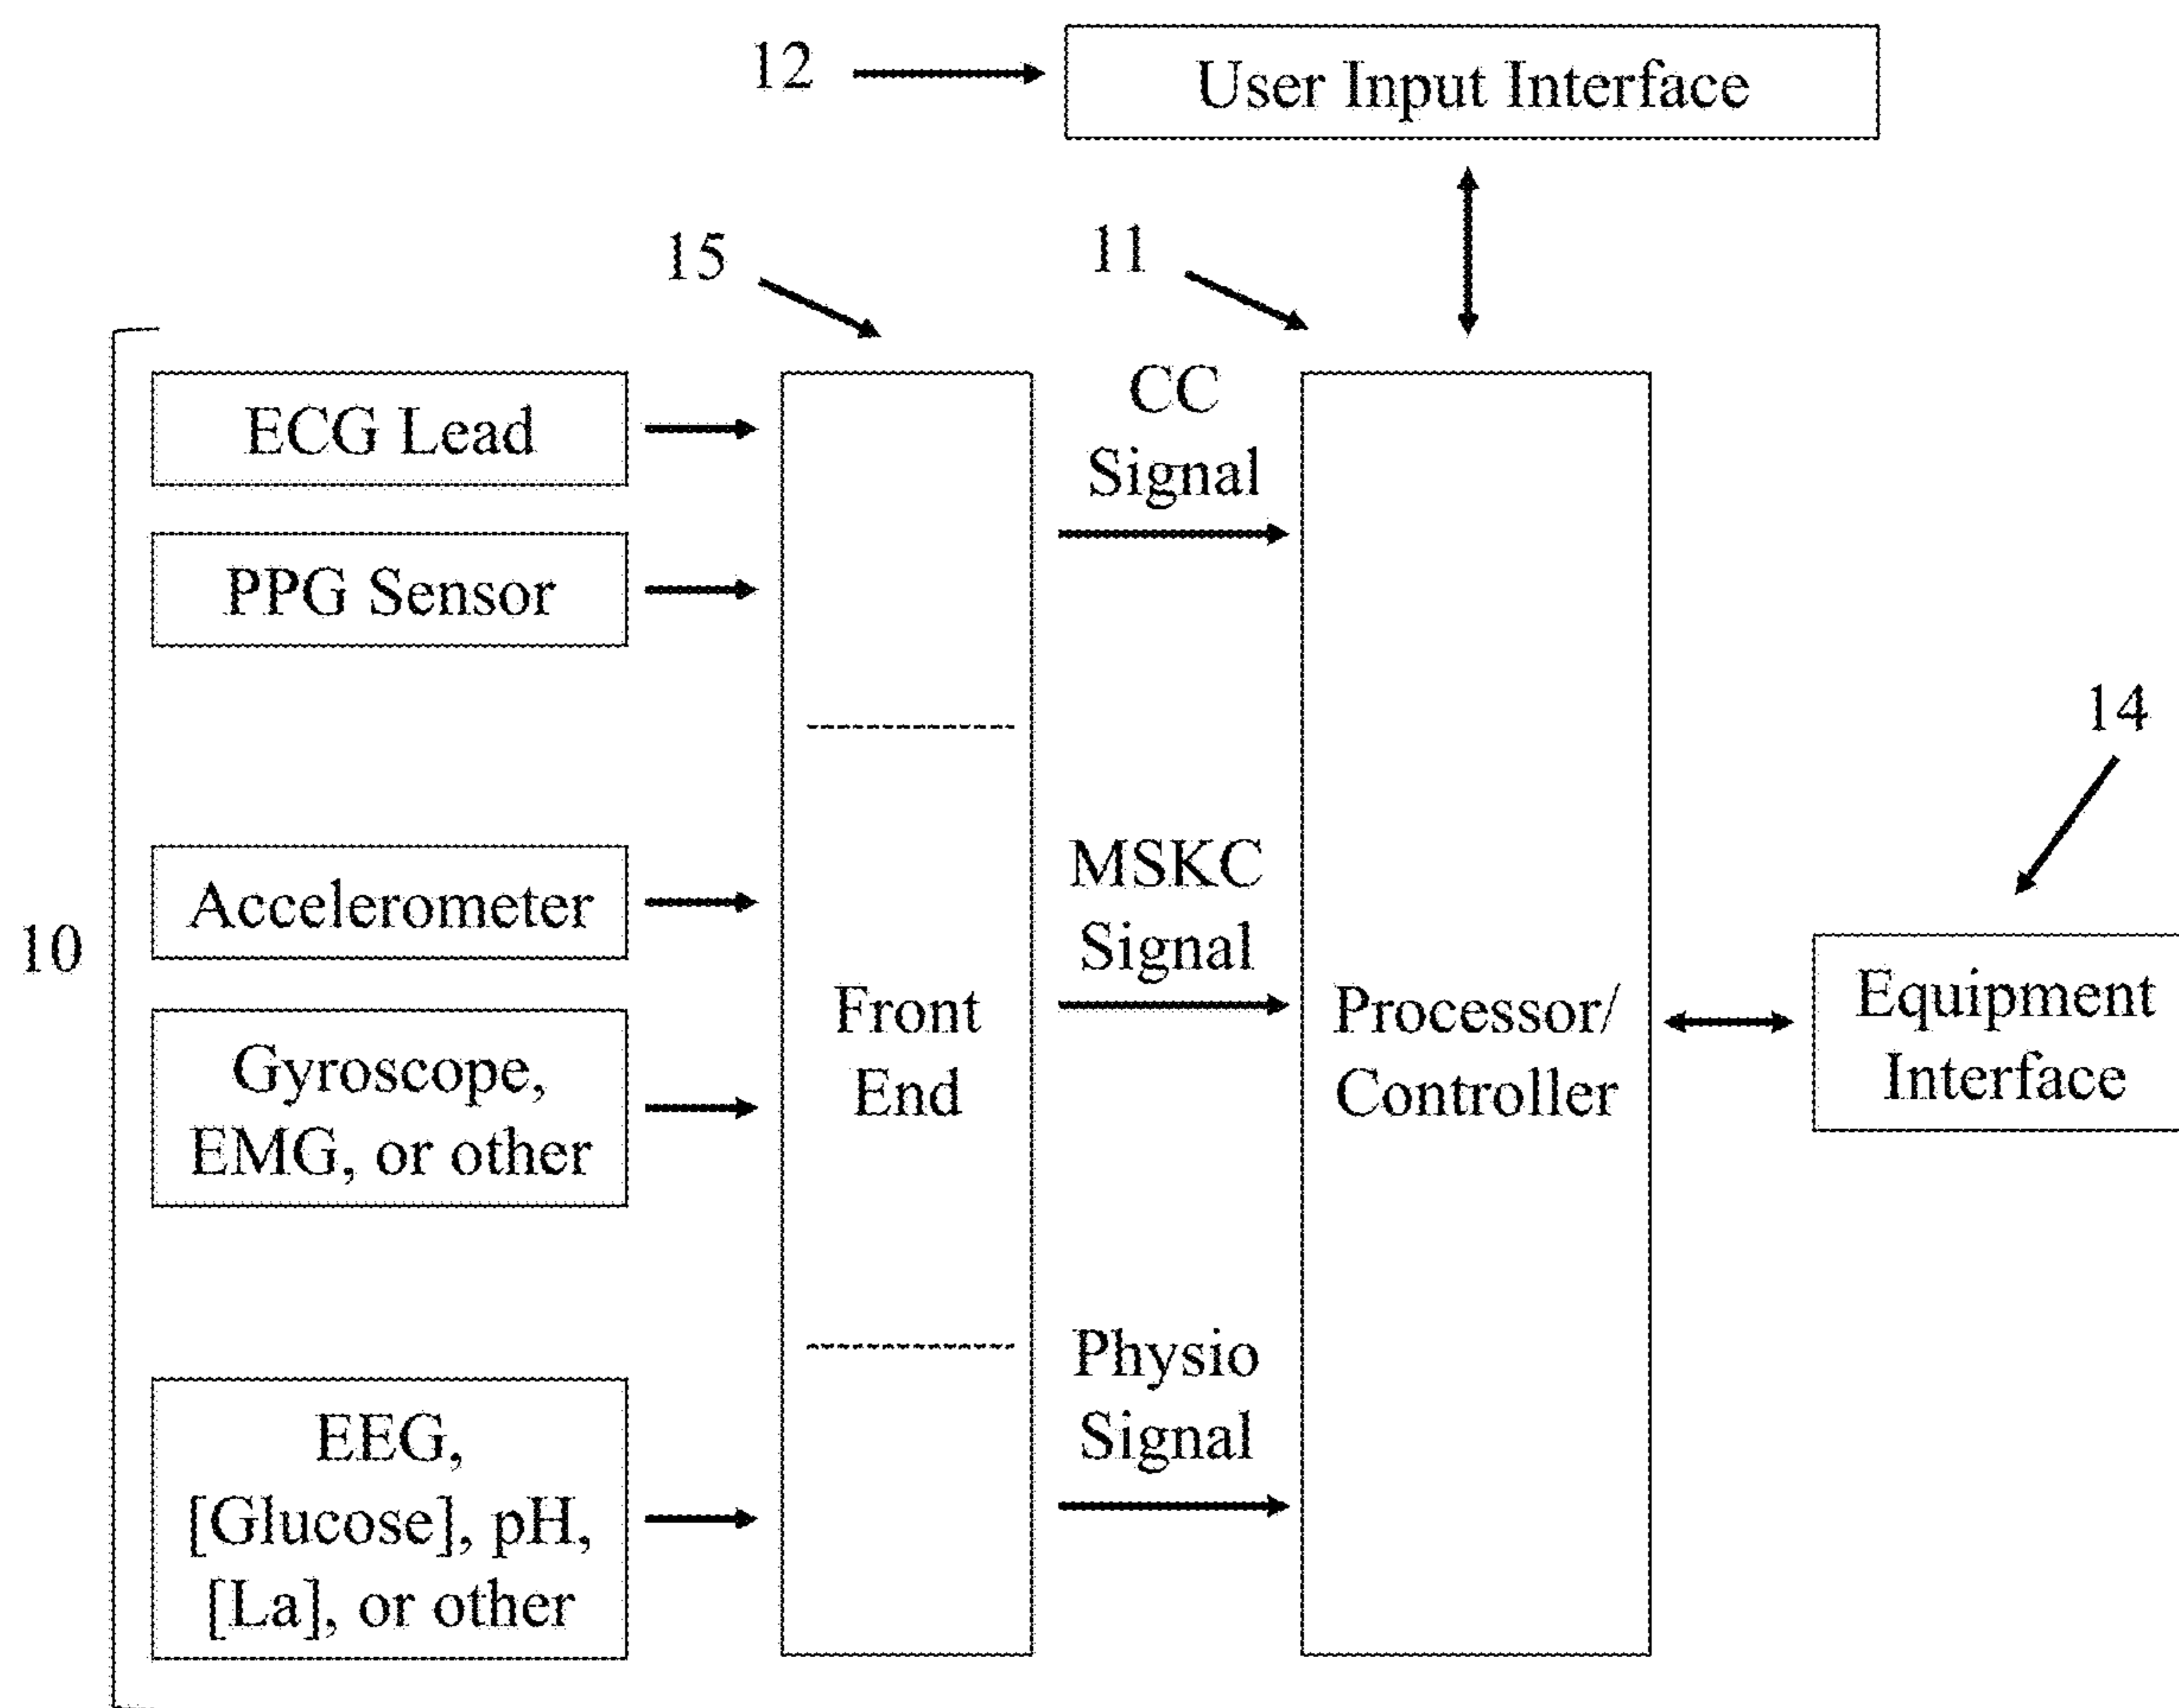 12
User Input Interface
15
11
ECG Lead
PPG Sensor
CC
Signal
14
Accelerometer
10
Gyroscope,
EMG, or other
Front
End
MSKC
Signal
Processor/
Controller
Equipment
Interface
EEG,
[Glucose], pH,
[La], or other
Physio
Signal